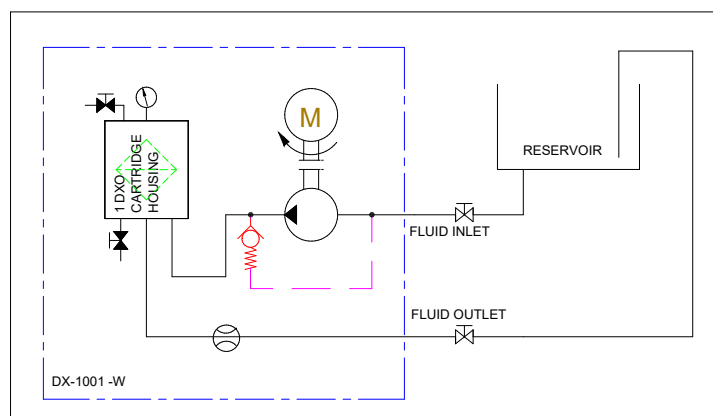 1 DXO
CARTRIDGE
HOUSING
M
RESERVOIR
FLUID INLET
FLUID OUTLET
DX-1001 -W